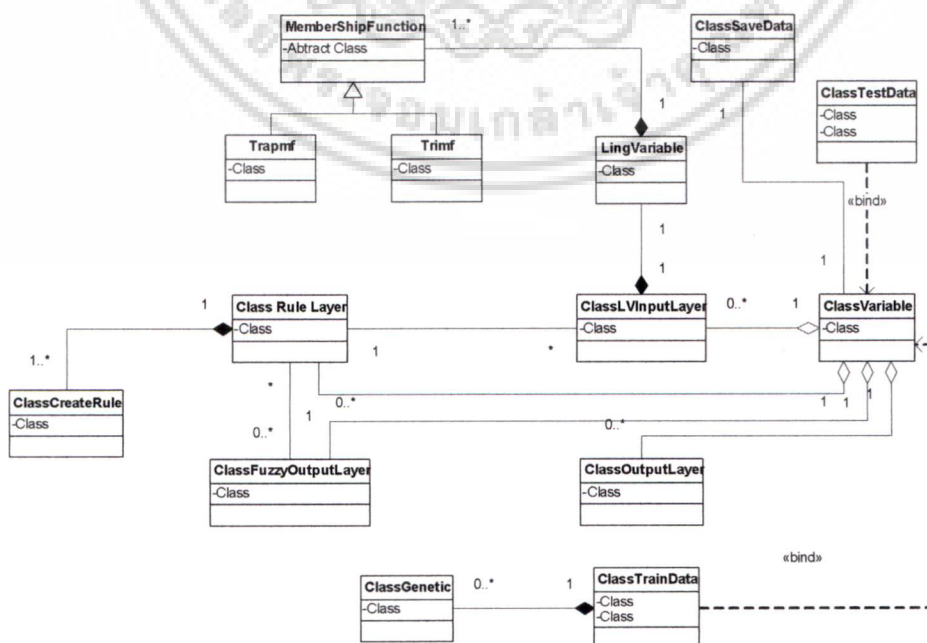 MemberShipFunction
-Abtract Class
1..*
ClassSaveData
-Class
ClassTestData
-Class
-Class
1
1
Trapmf
-Class
Trimf
-Class
LingVariable
-Class
«bind»
1
1
1
1
Class Rule Layer
-Class
ClassLVInputLayer
-Class
0..*
1
ClassVariable
-Class
1
*
1..*
*
0..*
1
1
1
ClassCreateRule
-Class
1
0..*
0..*
ClassFuzzyOutputLayer
-Class
ClassOutputLayer
-Class
«bind»
ClassGenetic
-Class
0..*
1
ClassTrainData
-Class
-Class